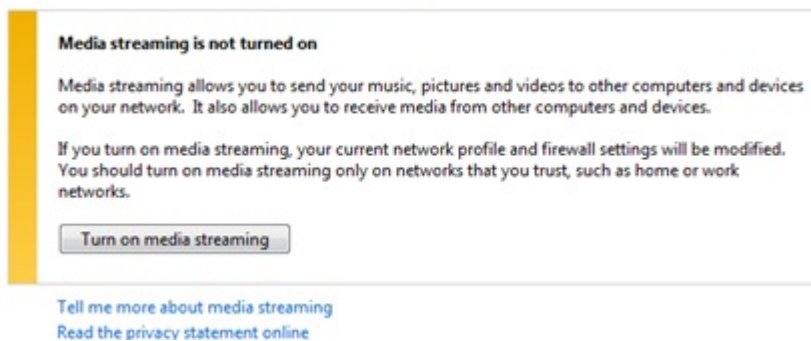 Media streaming is not turned on
Media streaming allows you to send your music, pictures and videos to other computers and devices
on your network. It also allows you to receive media from other computers and devices.
If you turn on media streaming, your current network profile and firewall settings will be modified.
You should turn on media streaming only on networks that you trust, such as home or work
networks.
Turn on media streaming
Tell me more about media streaming
Read the privacy statement online